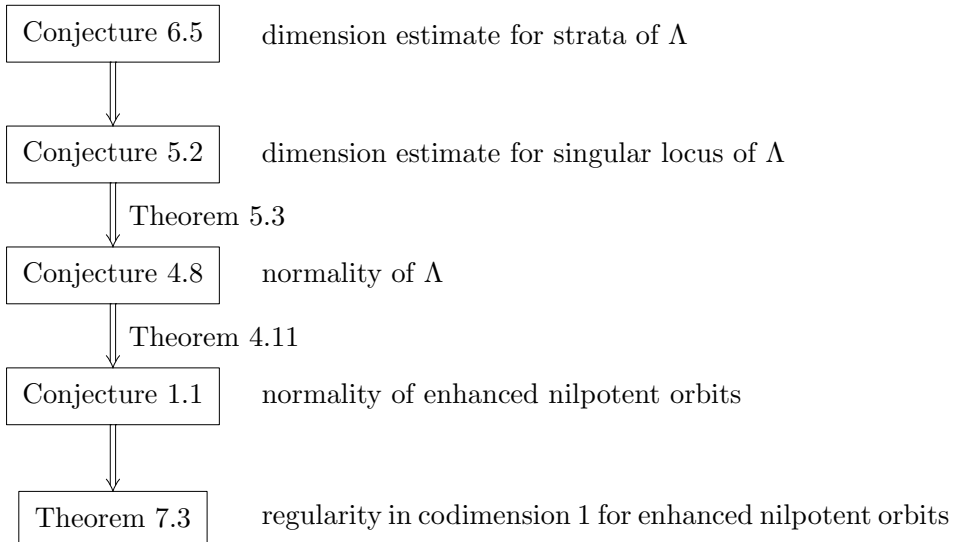 Conjecture 6.5 dimension estimate for strata of Λ
Conjecture 5.2 dimension estimate for singular locus of Λ
Theorem 5.3
Conjecture 4.8 normality of Λ
Theorem 4.11
Conjecture 1.1 normality of enhanced nilpotent orbits
Theorem 7.3 regularity in codimension 1 for enhanced nilpotent orbits